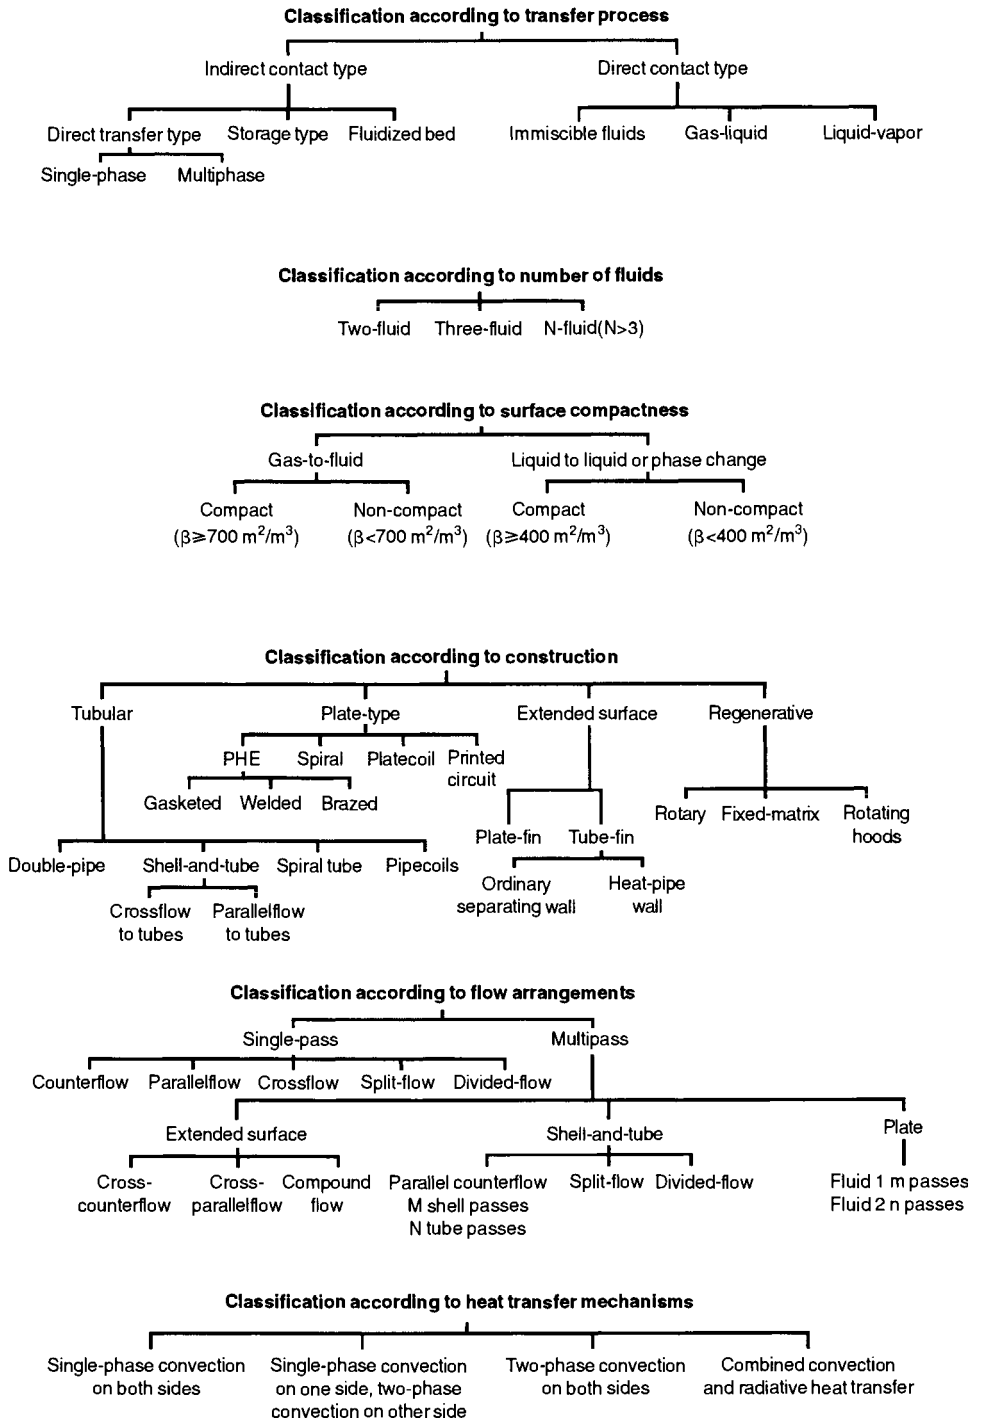 Classification according to transfer process
Indirect contact type
Direct contact type
Direct transfer type
Storage type
Fluidized bed
Immiscible fluids
Gas-liquid
Liquid-vapor
Single-phase
Multiphase
Classification according to number of fluids
Two-fluid
Three-fluid
N-fluid(N>3)
Classification according to surface compactness
Gas-to-fluid
Liquid to liquid or phase change
Compact
(β≥700 m²/m³)
Non-compact
(β<700 m²/m³)
Compact
(β≥400 m²/m³)
Non-compact
(β<400 m²/m³)
Classification according to construction
Tubular
Plate-type
Extended surface
Regenerative
PHE
Spiral
Platecoil
Printed
circuit
Gasketed
Welded
Brazed
Rotary
Fixed-matrix
Rotating
hoods
Plate-fin
Tube-fin
Double-pipe
Shell-and-tube
Spiral tube
Pipecoils
Ordinary
separating wall
Heat-pipe
wall
Crossflow
to tubes
Parallelflow
to tubes
Classification according to flow arrangements
Single-pass
Multipass
Counterflow
Parallelflow
Crossflow
Split-flow
Divided-flow
Extended surface
Shell-and-tube
Plate
Cross-
counterflow
Cross-
parallelflow
Compound
flow
Parallel counterflow
M shell passes
N tube passes
Split-flow
Divided-flow
Fluid 1 m passes
Fluid 2 n passes
Classification according to heat transfer mechanisms
Single-phase convection
on both sides
Single-phase convection
on one side, two-phase
convection on other side
Two-phase convection
on both sides
Combined convection
and radiative heat transfer